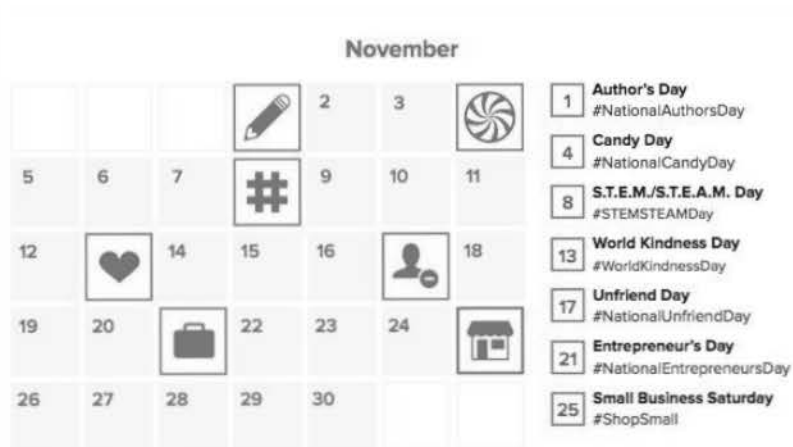 November
2 3
5 6 7 9 10 11
12 14 15 16 18
19 20 22 23 24
26 27 28 29 30
1 Author's Day
#NationalAuthorsDay
4 Candy Day
#NationalCandyDay
8 S.T.E.M./S.T.E.A.M. Day
#STEMSTEAMDay
13 World Kindness Day
#WorldKindnessDay
17 Unfriend Day
#NationalUnfriendDay
21 Entrepreneur's Day
#NationalEntrepreneursDay
25 Small Business Saturday
#ShopSmall